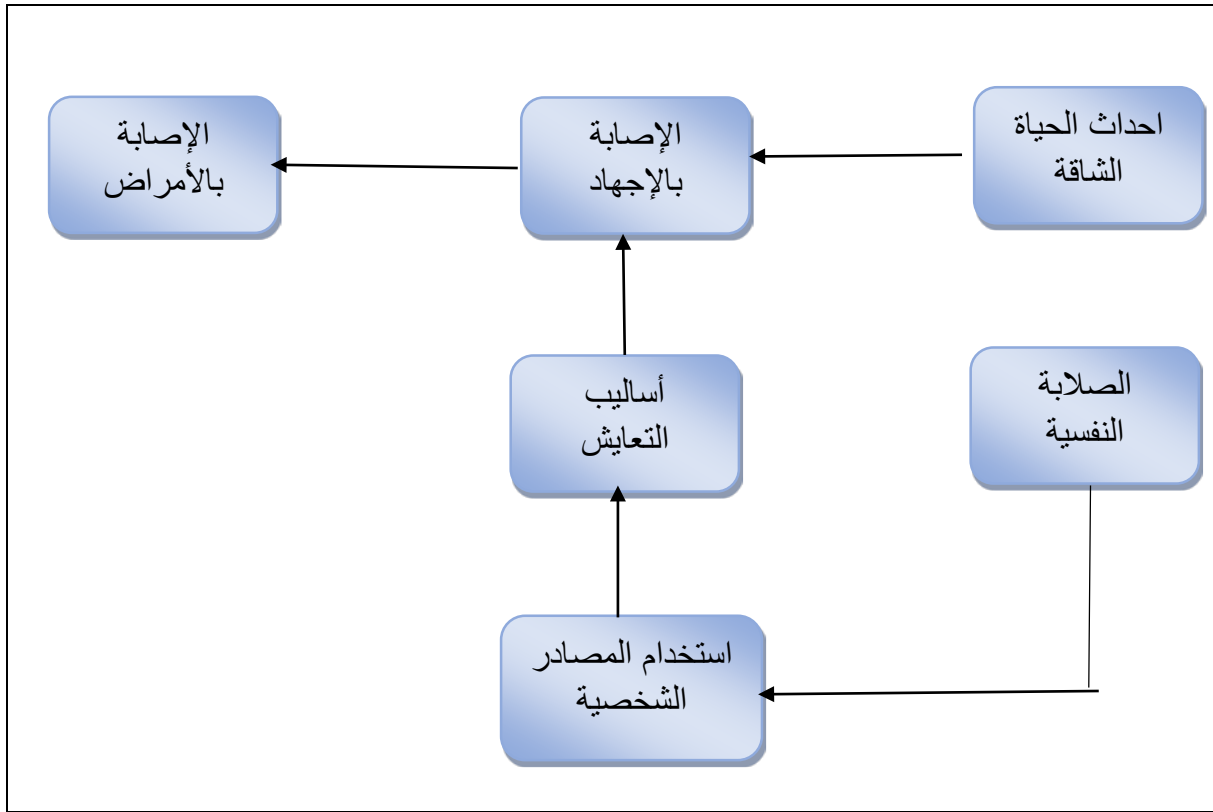 احداث الحياة
الشاقة
الإصابة
بالإجهاد
الإصابة
بالأمراض
الصلابة
النفسية
أساليب
التعايش
استخدام المصادر
الشخصية